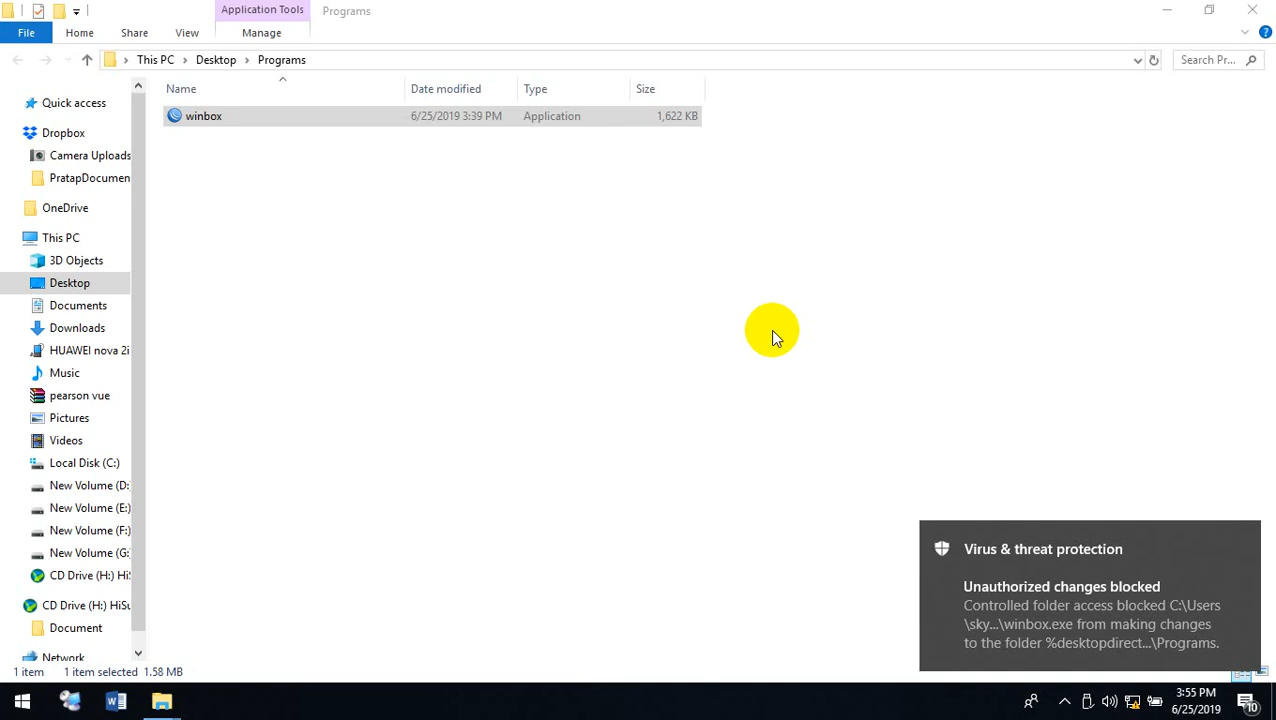 Application Tools
Programs
File
Home
Share
View
Manage
This PC
Desktop
Programs
Search Pr...
Name
Date modified
Type
Size
winbox
6/25/2019 3:39 PM
Application
1,622 KB
Quick access
Dropbox
Camera Uploads
PratapDocumen
OneDrive
This PC
3D Objects
Desktop
Documents
Downloads
HUAWEI nova 2i
Music
pearson vue
Pictures
Videos
Local Disk (C:)
New Volume (D:
New Volume (E:)
New Volume (F:)
New Volume (G:
CD Drive (H:) HiS
CD Drive (H:) HiSu
Document
Network
Virus & threat protection
Unauthorized changes blocked
Controlled folder access blocked C:\Users
\sky...\winbox.exe from making changes
to the folder %desktopdirect...\Programs.
1 item
1 item selected 1.58 MB
3:55 PM
6/25/2019
10